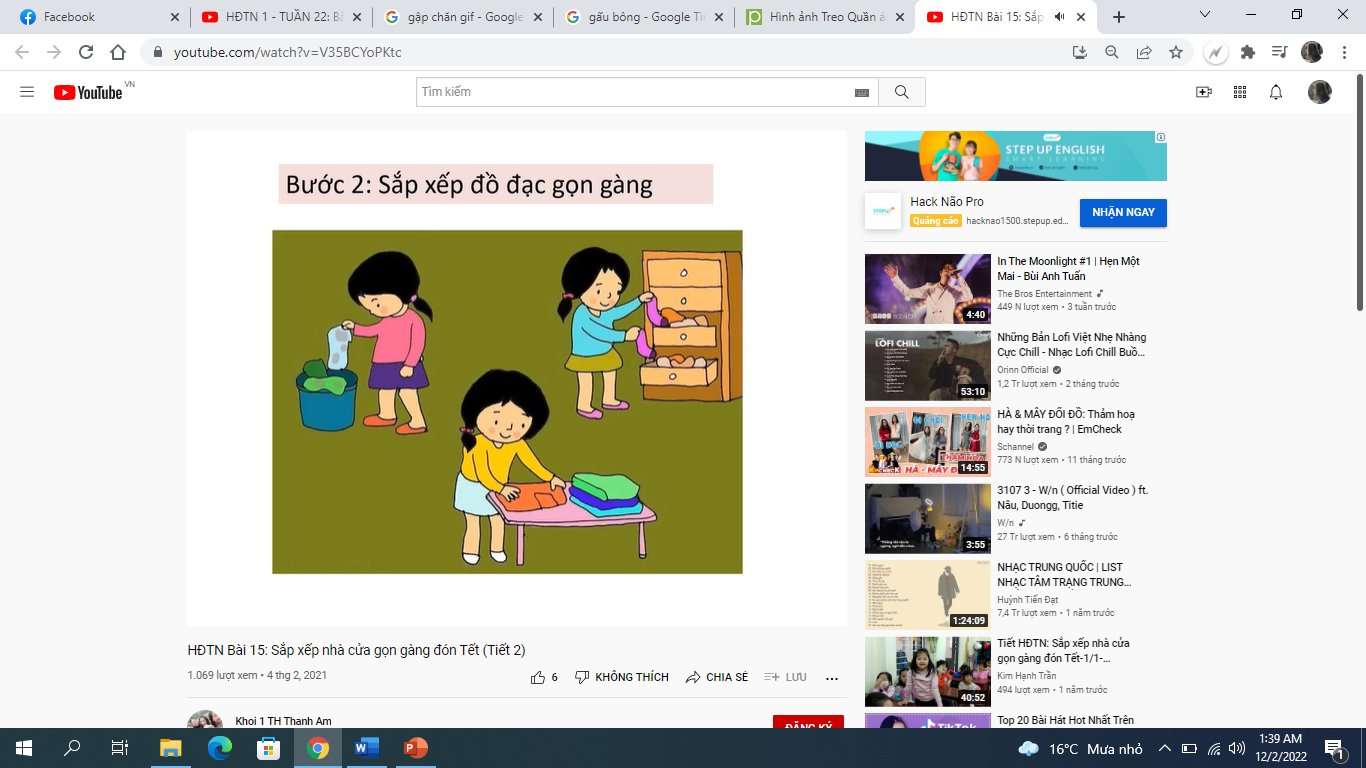 Facebook
HĐTN 1 - TUẦN 22: Bà
gập chăn gif - Google
gấu bông - Google Tì
Hình ảnh Treo Quần á
HĐTN Bài 15: Sắp
youtube.com/watch?v=V35BCYoPKtc
YouTube VN
Tìm kiếm
Bước 2: Sắp xếp đồ đạc gọn gàng
HĐTN Bài 15: Sắp xếp nhà cửa gọn gàng đón Tết (Tiết 2)
1.069 lượt xem • 4 thg 2, 2021
6
KHÔNG THÍCH
CHIA SẺ
LƯU
Khoi 1 TH Thanh Am
ĐĂNG KÝ
STEP UP ENGLISH
SMART LEARNING
Hack Não Pro
Quảng cáo hacknao1500.stepup.ed...
NHẬN NGAY
In The Moonlight #1 | Hẹn Một
Mai - Bùi Anh Tuấn
The Bros Entertainment
449 N lượt xem • 3 tuần trước
4:40
Những Bản Lofi Việt Nhẹ Nhàng
Cực Chill - Nhạc Lofi Chill Buồ...
Orinn Official
1,2 Tr lượt xem • 2 tháng trước
LOFI CHILL
53:10
HÀ & MÂY ĐỔI ĐỒ: Thảm hoạ
hay thời trang ? | EmCheck
Schannel
773 N lượt xem • 11 tháng trước
14:55
3107 3 - W/n ( Official Video ) ft.
Nâu, Duongg, Titie
W/n
27 Tr lượt xem • 6 tháng trước
3:55
NHẠC TRUNG QUỐC | LIST
NHẠC TÂM TRẠNG TRUNG...
Huỳnh Tiến Đạt
7,4 Tr lượt xem • 1 năm trước
1:24:09
Tiết HĐTN: Sắp xếp nhà cửa
gọn gàng đón Tết-1/1-...
Kim Hạnh Trần
494 lượt xem • 1 năm trước
40:52
Top 20 Bài Hát Hot Nhất Trên
TikTok
16°C Mưa nhỏ
1:39 AM
12/2/2022
1